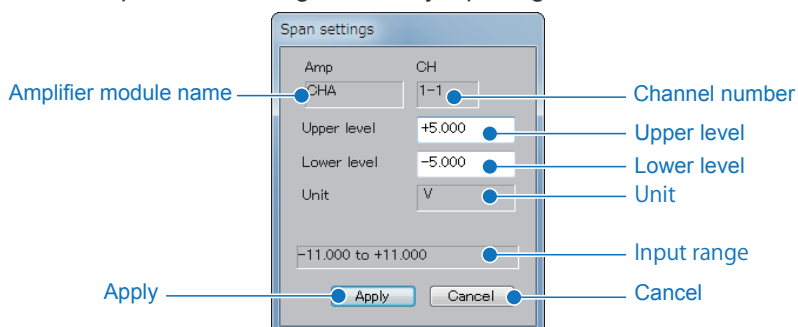 Span settings
Amp CH
Amplifier module name CHA 1-1 Channel number
Upper level +5.000 Upper level
Lower level -5.000 Lower level
Unit V Unit
-11.000 to +11.000 Input range
Apply Apply Cancel Cancel